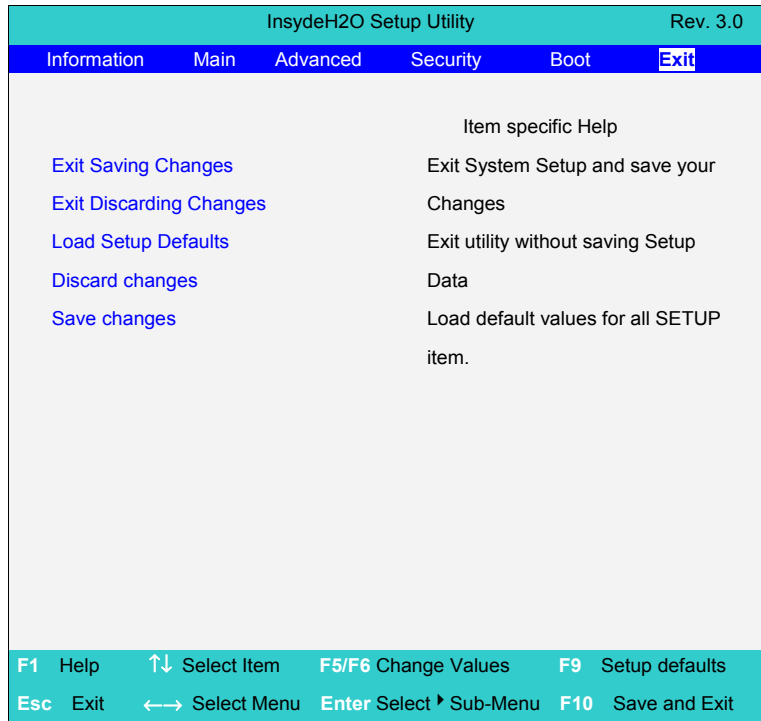 InsydeH2O Setup Utility Rev. 3.0
Information Main Advanced Security Boot Exit
Item specific Help
Exit Saving Changes Exit System Setup and save your
Exit Discarding Changes Changes
Load Setup Defaults Exit utility without saving Setup
Discard changes Data
Save changes Load default values for all SETUP
item.
F1 Help ↑↓ Select Item F5/F6 Change Values F9 Setup defaults
Esc Exit ←→ Select Menu Enter Select ▸ Sub-Menu F10 Save and Exit